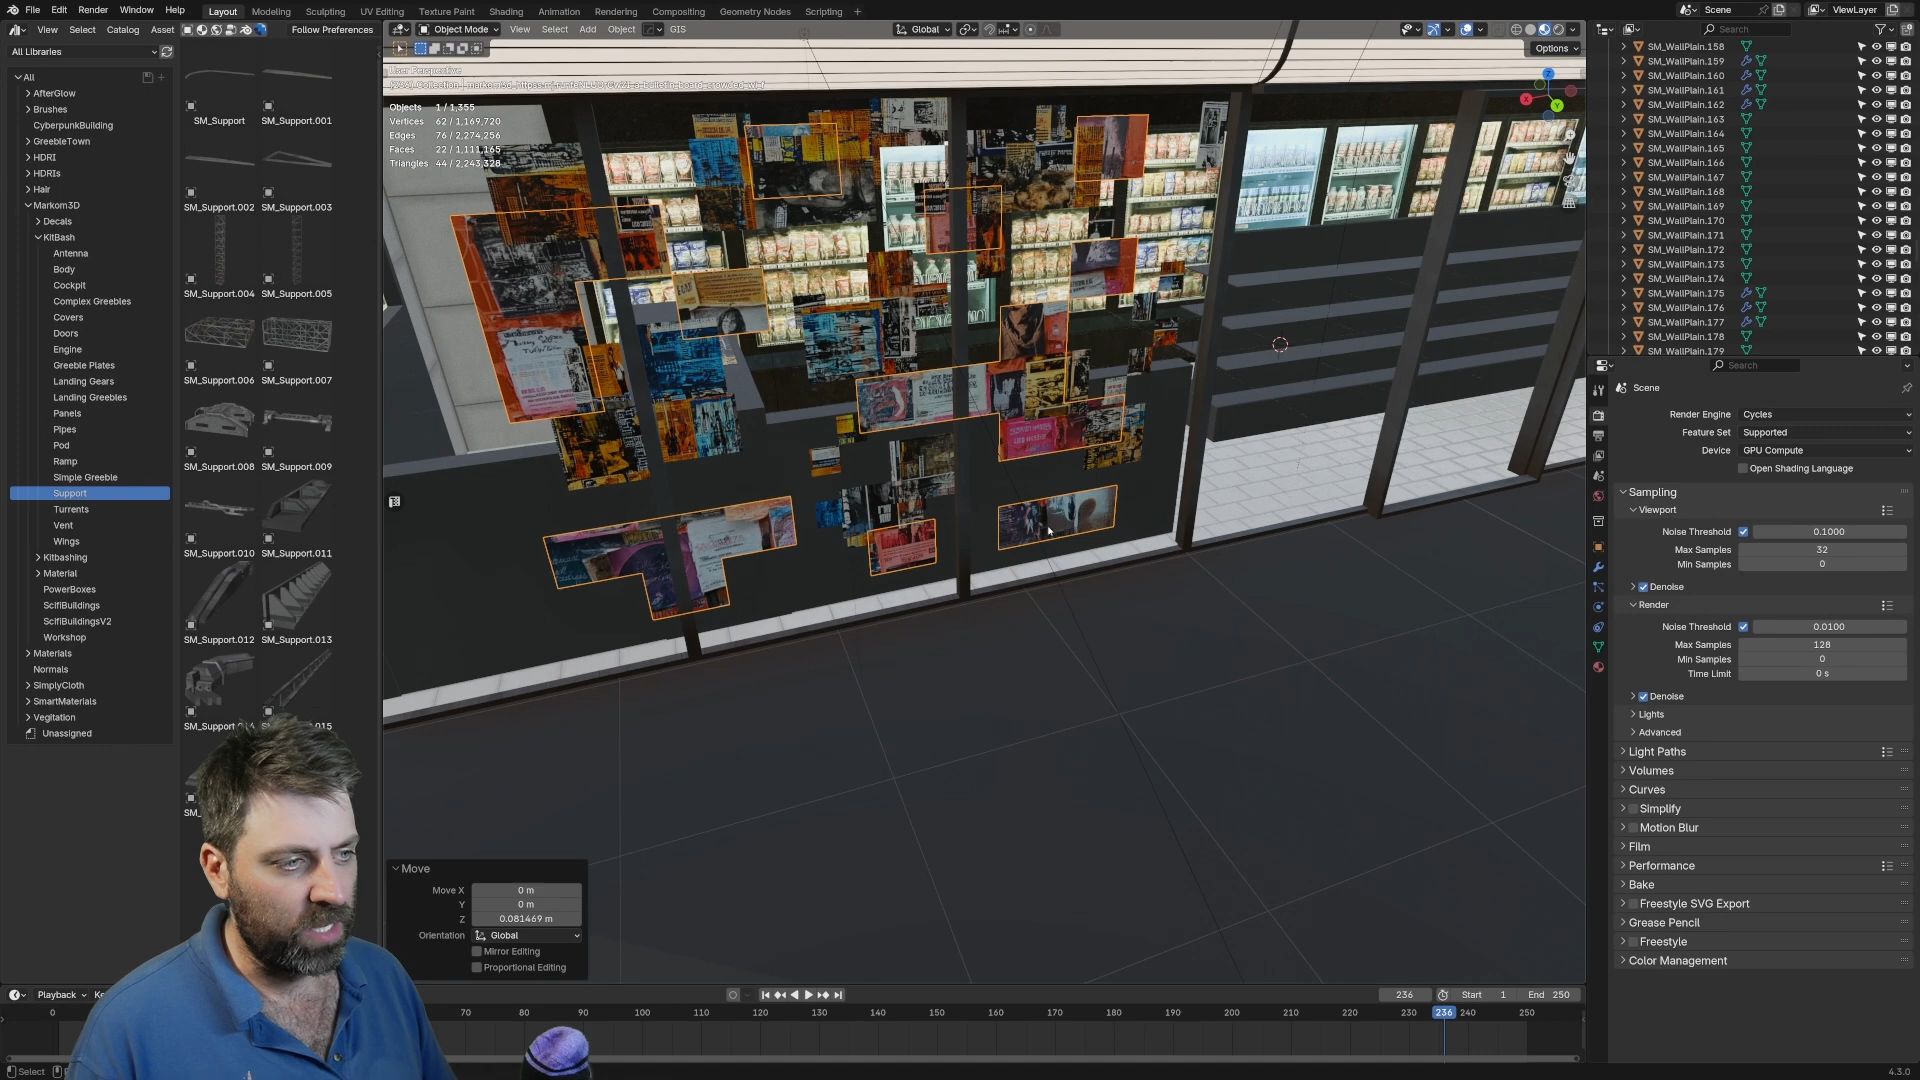 File Edit Render Window Help
Layout Modeling Sculpting UV Editing Texture Paint Shading Animation Rendering Compositing Geometry Nodes Scripting
Scene
ViewLayer
View Select Catalog Asset
Follow Preferences
All Libraries
All
AfterGlow
Brushes
CyberpunkBuilding
GreebleTown
HDRI
HDRIs
Hair
Markom3D
Decals
KitBash
Antenna
Body
Cockpit
Complex Greebles
Covers
Doors
Engine
Greeble Plates
Landing Gears
Landing Greebles
Panels
Pipes
Pod
Ramp
Simple Greeble
Support
Turrents
Vent
Wings
Kitbashing
Material
PowerBoxes
ScifiBuildings
ScifiBuildingsV2
Workshop
Materials
Normals
SimplyCloth
SmartMaterials
Vegitation
Unassigned
SM_Support SM_Support.001
SM_Support.002 SM_Support.003
SM_Support.004 SM_Support.005
SM_Support.006 SM_Support.007
SM_Support.008 SM_Support.009
SM_Support.010 SM_Support.011
SM_Support.012 SM_Support.013
Object Mode View Select Add Object GIS
Global
Options
User Perspective
Objects 1 / 1,355
Vertices 62 / 1,169,720
Edges 76 / 2,274,256
Faces 22 / 1,111,165
Triangles 44 / 2,243,328
Move
Move X 0 m
Y 0 m
Z 0.081469 m
Orientation Global
Mirror Editing
Proportional Editing
Playback
236
Start 1
End 250
0 70 80 90 100 110 120 130 140 150 160 170 180 190 200 210 220 230 236 240 250
Select
4.3.0
Search
SM_WallPlain.158
SM_WallPlain.159
SM_WallPlain.160
SM_WallPlain.161
SM_WallPlain.162
SM_WallPlain.163
SM_WallPlain.164
SM_WallPlain.165
SM_WallPlain.166
SM_WallPlain.167
SM_WallPlain.168
SM_WallPlain.169
SM_WallPlain.170
SM_WallPlain.171
SM_WallPlain.172
SM_WallPlain.173
SM_WallPlain.174
SM_WallPlain.175
SM_WallPlain.176
SM_WallPlain.177
SM_WallPlain.178
SM_WallPlain.179
Search
Scene
Render Engine Cycles
Feature Set Supported
Device GPU Compute
Open Shading Language
Sampling
Viewport
Noise Threshold 0.1000
Max Samples 32
Min Samples 0
Denoise
Render
Noise Threshold 0.0100
Max Samples 128
Min Samples 0
Time Limit 0 s
Denoise
Lights
Advanced
Light Paths
Volumes
Curves
Simplify
Motion Blur
Film
Performance
Bake
Freestyle SVG Export
Grease Pencil
Freestyle
Color Management